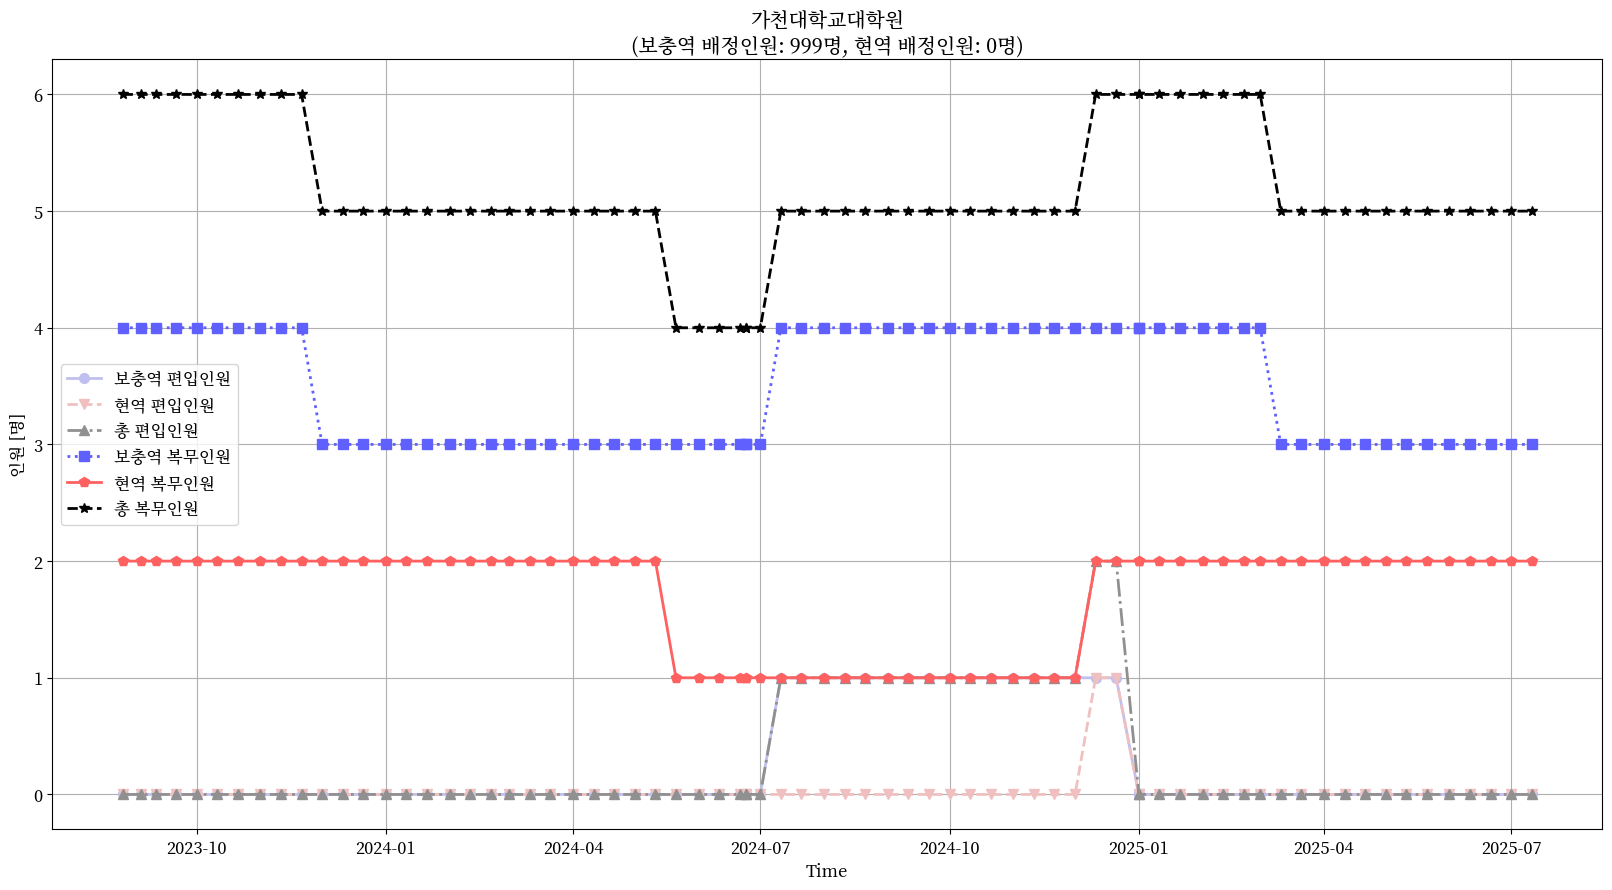 가천대학교대학원
(보충역 배정인원: 999명, 현역 배정인원: 0명)
인원 [명]
6
5
4
3
2
1
0
보충역 편입인원
현역 편입인원
총 편입인원
보충역 복무인원
현역 복무인원
총 복무인원
2023-10
2024-01
2024-04
2024-07
2024-10
2025-01
2025-04
2025-07
Time